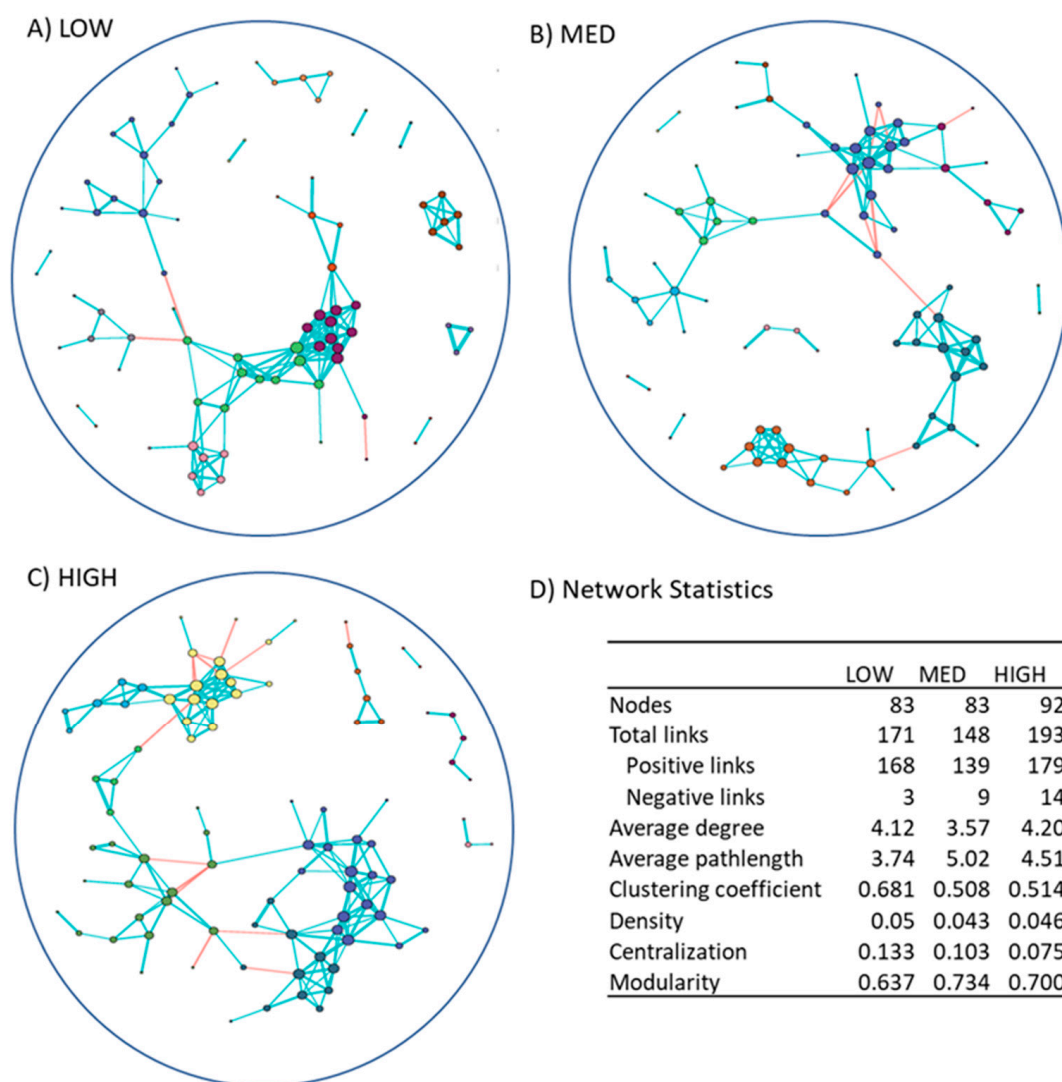 A) LOW
B) MED
C) HIGH
D) Network Statistics
LOW MED HIGH
Nodes 83 83 92
Total links 171 148 193
Positive links 168 139 179
Negative links 3 9 14
Average degree 4.12 3.57 4.20
Average pathlength 3.74 5.02 4.51
Clustering coefficient 0.681 0.508 0.514
Density 0.05 0.043 0.046
Centralization 0.133 0.103 0.075
Modularity 0.637 0.734 0.700